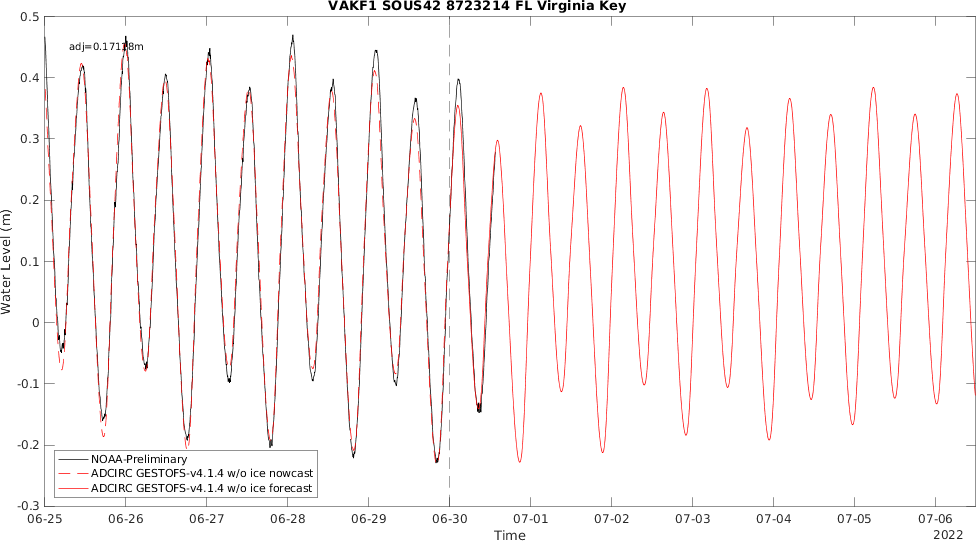 VAKF1 SOUS42 8723214 FL Virginia Key
0.5
adj=0.17118m
0.4
0.3
0.2
0.1
0
-0.1
-0.2
-0.3
Water Level (m)
NOAA-Preliminary
ADCIRC GESTOFS-v4.1.4 w/o ice nowcast
ADCIRC GESTOFS-v4.1.4 w/o ice forecast
06-25 06-26 06-27 06-28 06-29 06-30 07-01 07-02 07-03 07-04 07-05 07-06
Time
2022